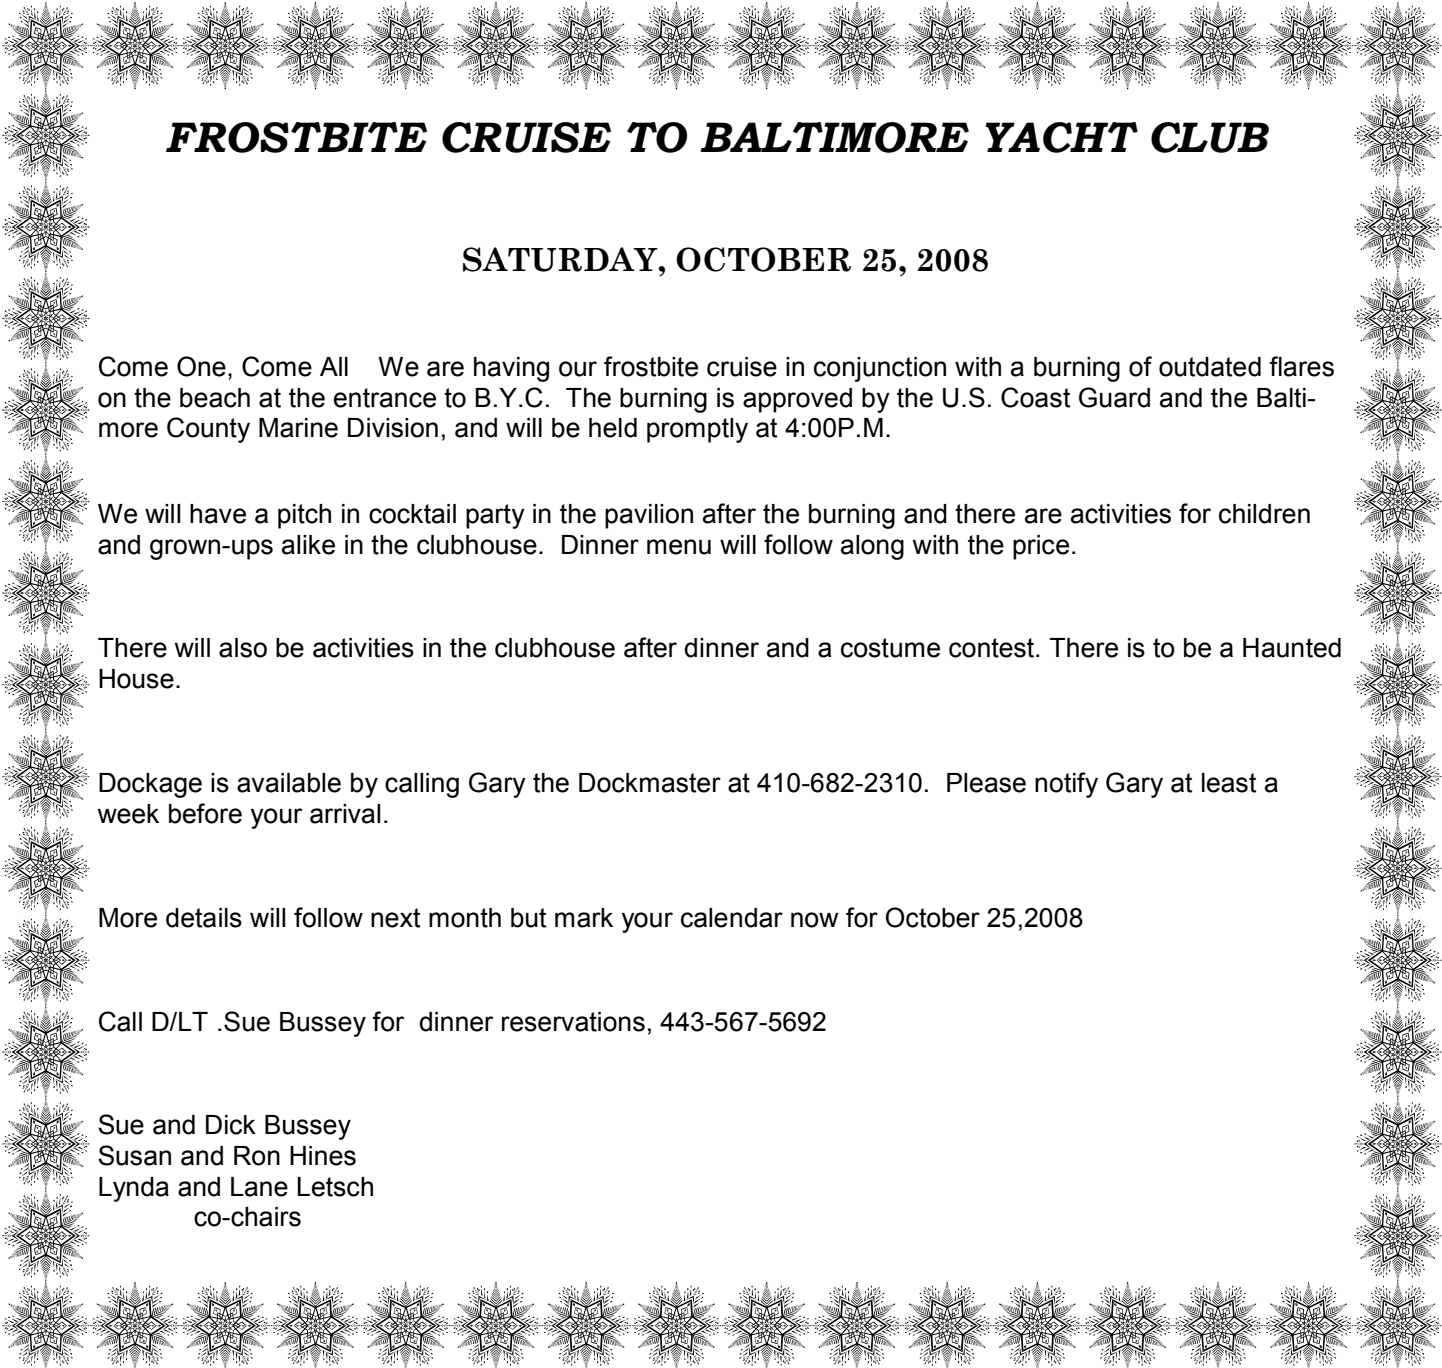 FROSTBITE CRUISE TO BALTIMORE YACHT CLUB
SATURDAY, OCTOBER 25, 2008
Come One, Come All    We are having our frostbite cruise in conjunction with a burning of outdated flares
on the beach at the entrance to B.Y.C.  The burning is approved by the U.S. Coast Guard and the Balti-
more County Marine Division, and will be held promptly at 4:00P.M.
We will have a pitch in cocktail party in the pavilion after the burning and there are activities for children
and grown-ups alike in the clubhouse.  Dinner menu will follow along with the price.
There will also be activities in the clubhouse after dinner and a costume contest. There is to be a Haunted
House.
Dockage is available by calling Gary the Dockmaster at 410-682-2310.  Please notify Gary at least a
week before your arrival.
More details will follow next month but mark your calendar now for October 25,2008
Call D/LT .Sue Bussey for  dinner reservations, 443-567-5692
Sue and Dick Bussey
Susan and Ron Hines
Lynda and Lane Letsch
co-chairs